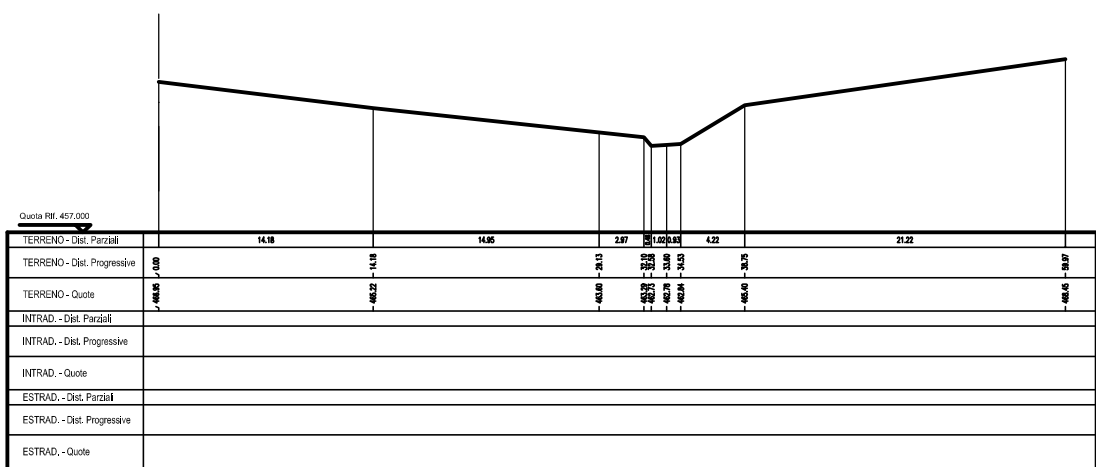 Quota Rif. 457.000
TERRENO - Dist. Parziali 14.18 14.95 2.97 0.48 1.02 0.93 4.22 21.22
TERRENO - Dist. Progressive 0.00 14.18 29.13 32.10 32.58 33.60 34.53 38.75 59.97
TERRENO - Quote 466.95 465.22 463.60 463.29 462.73 462.78 462.84 465.40 468.45
INTRAD. - Dist. Parziali
INTRAD. - Dist. Progressive
INTRAD. - Quote
ESTRAD. - Dist. Parziali
ESTRAD. - Dist. Progressive
ESTRAD. - Quote